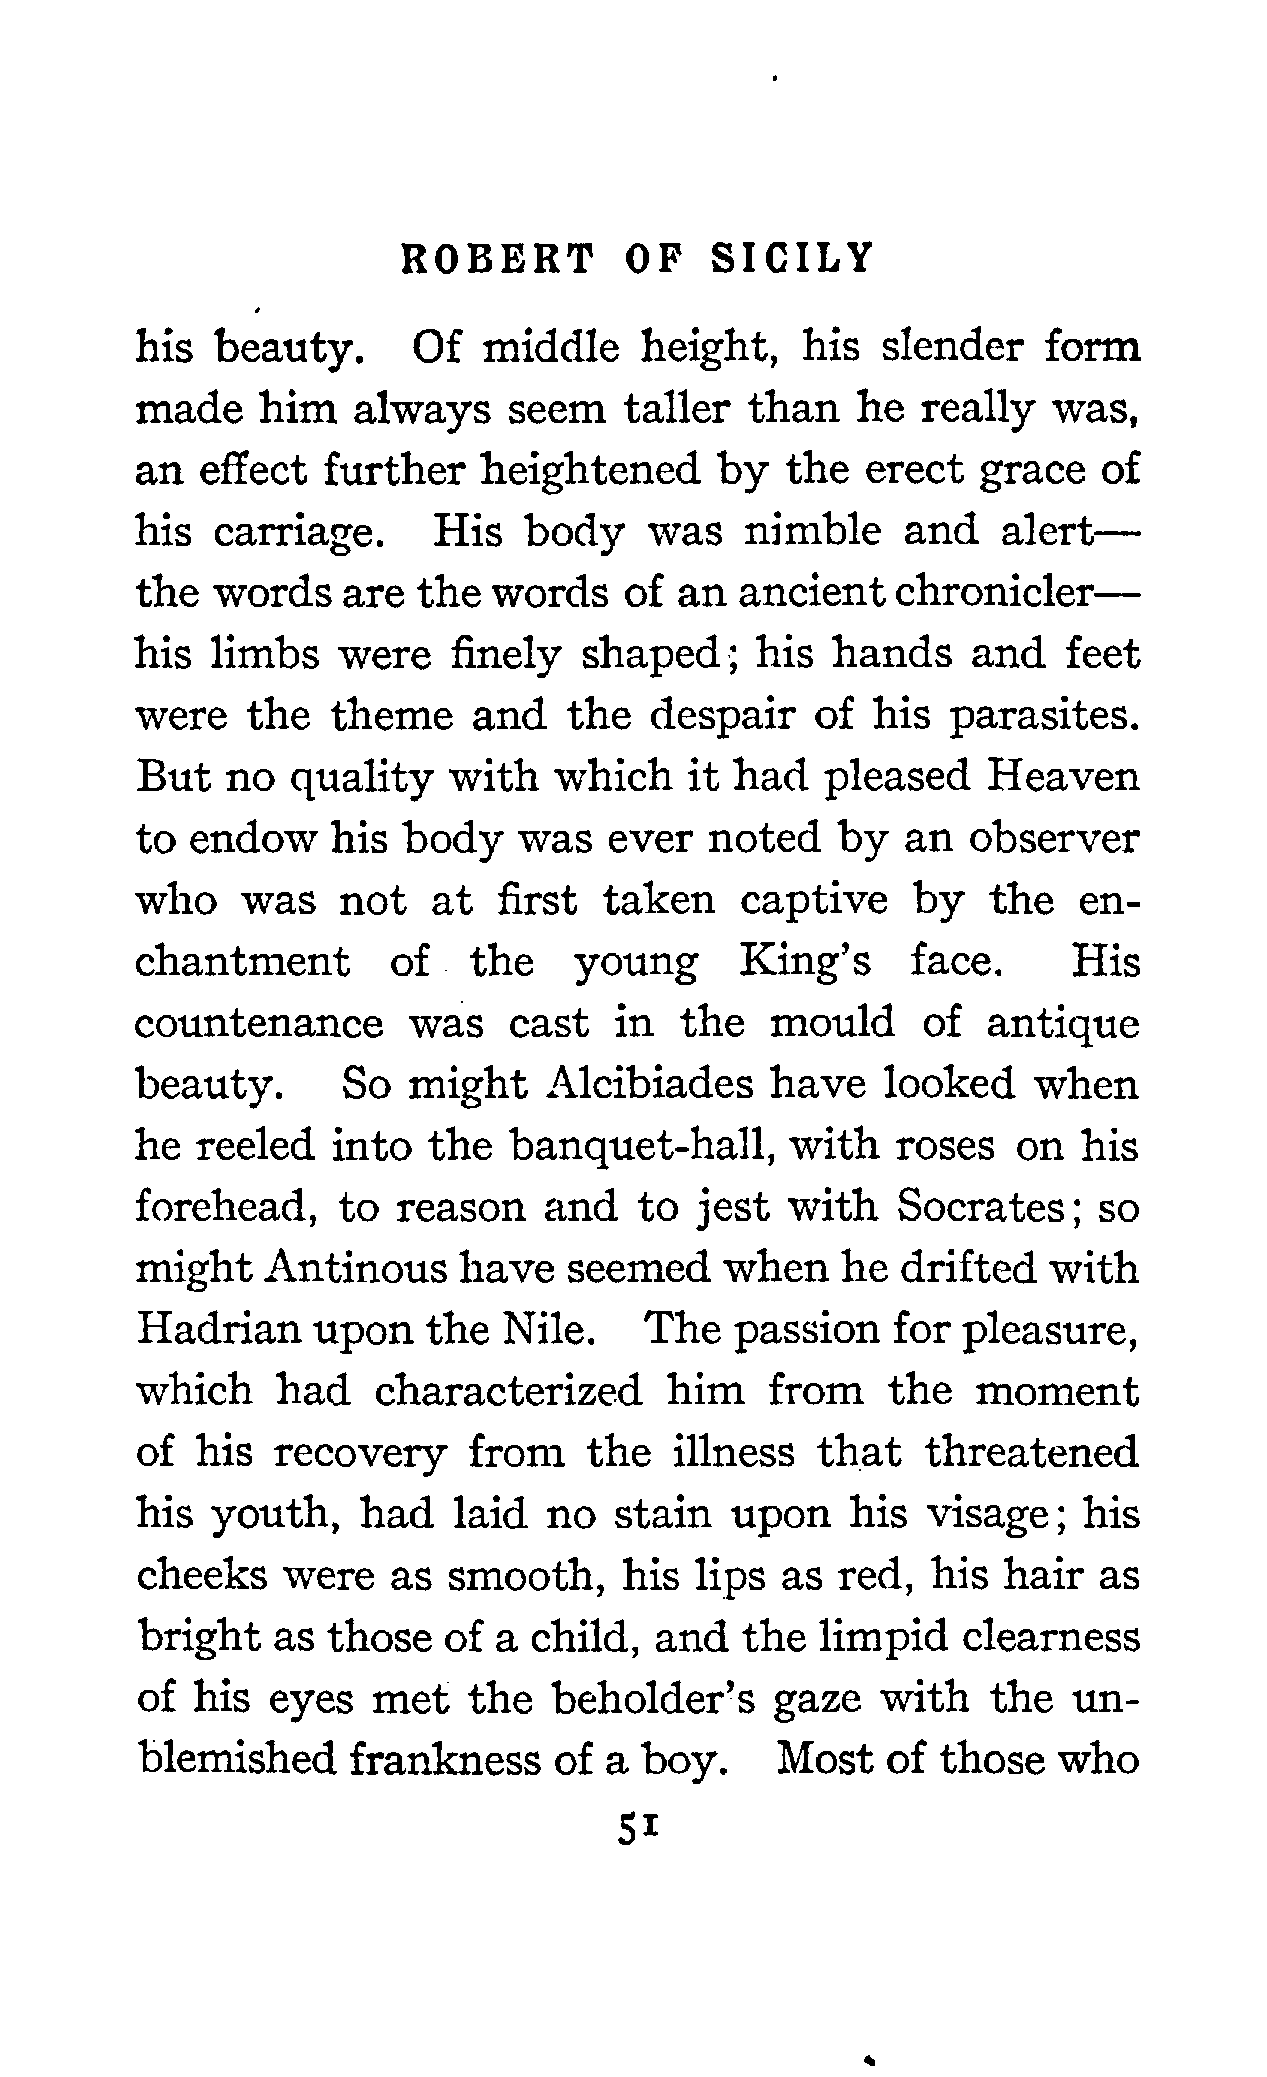 ROBERT OF SICILY
his beauty. Of middle height, his slender form
made him always seem taller than he really was,
an effect further heightened by the erect grace of
his carriage. His body was nimble and alert—
the words are the words of an ancient chronicler—
his limbs were finely shaped; his hands and feet
were the theme and the despair of his parasites.
But no quality with which it had pleased Heaven
to endow his body was ever noted by an observer
who was not at first taken captive by the en-
chantment of the young King's face. His
countenance was cast in the mould of antique
beauty. So might Alcibiades have looked when
he reeled into the banquet-hall, with roses on his
forehead, to reason and to jest with Socrates; so
might Antinous have seemed when he drifted with
Hadrian upon the Nile. The passion for pleasure,
which had characterized him from the moment
of his recovery from the illness that threatened
his youth, had laid no stain upon his visage; his
cheeks were as smooth, his lips as red, his hair as
bright as those of a child, and the limpid clearness
of his eyes met the beholder's gaze with the un-
blemished frankness of a boy. Most of those who
51